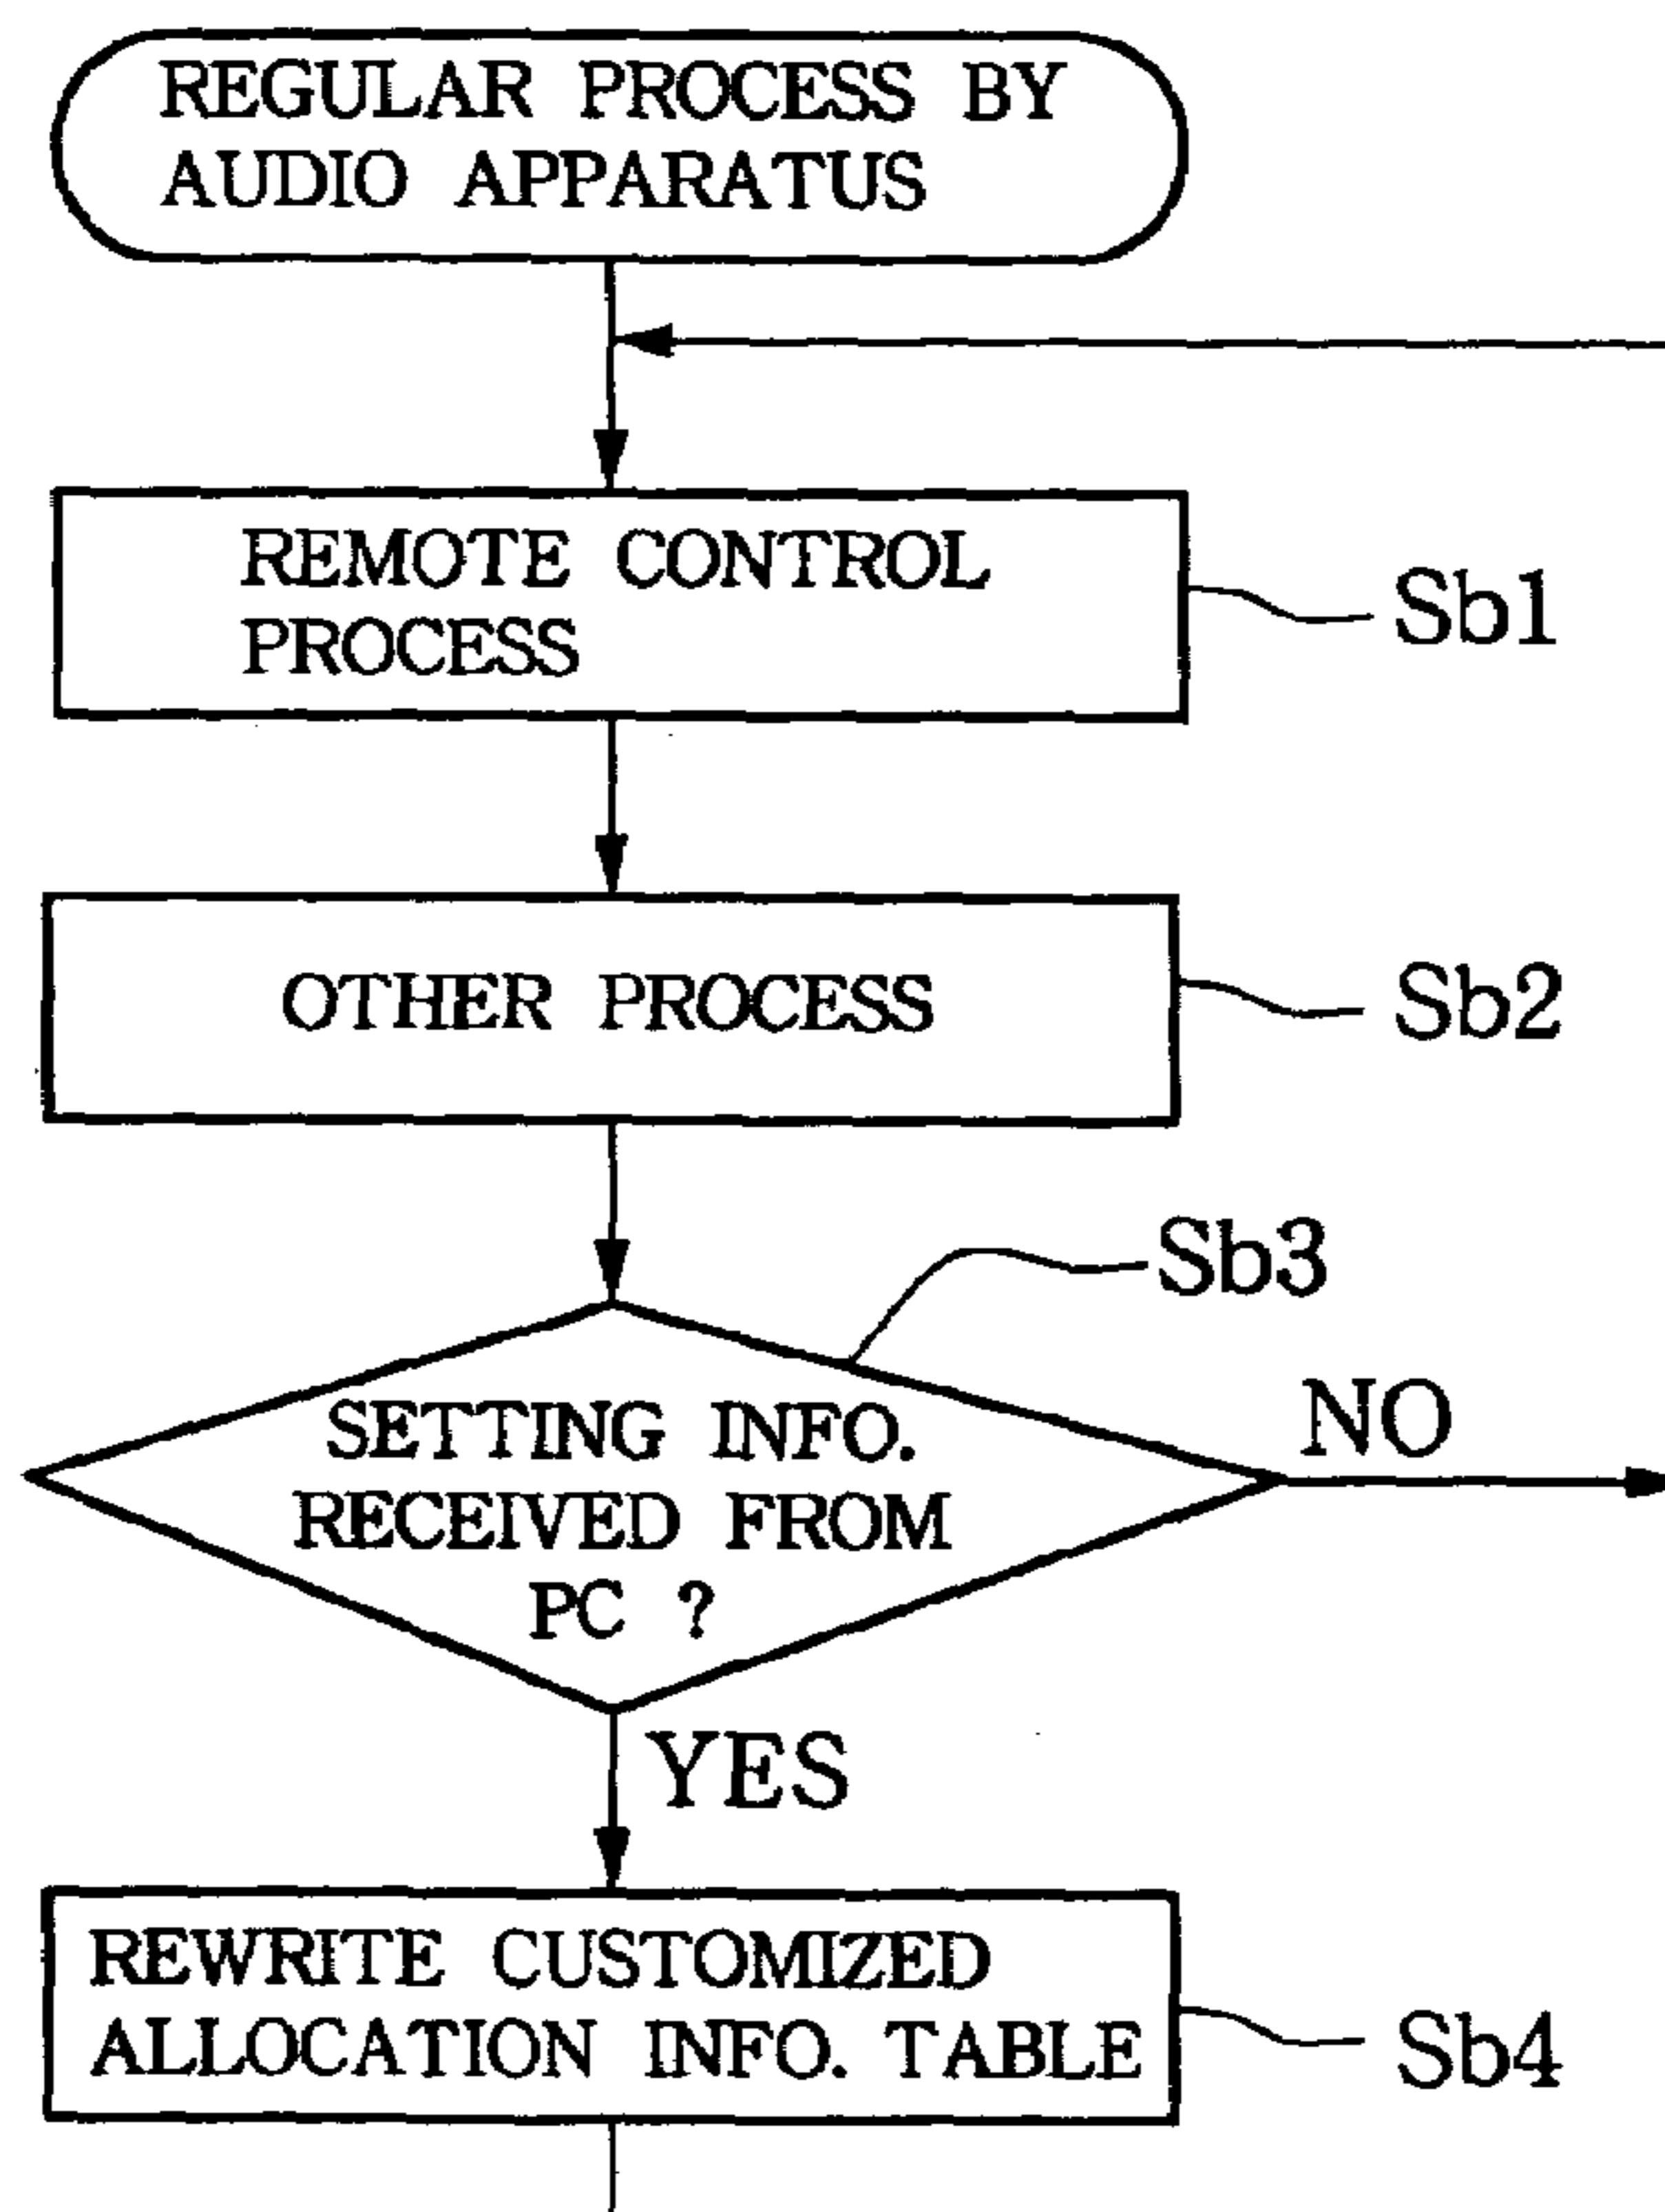 REGULAR PROCESS BY
AUDIO APPARATUS
REMOTE CONTROL
PROCESS
Sb1
OTHER PROCESS
Sb2
Sb3
SETTING INFO.
RECEIVED FROM
PC ?
NO
YES
REWRITE CUSTOMIZED
ALLOCATION INFO. TABLE
Sb4